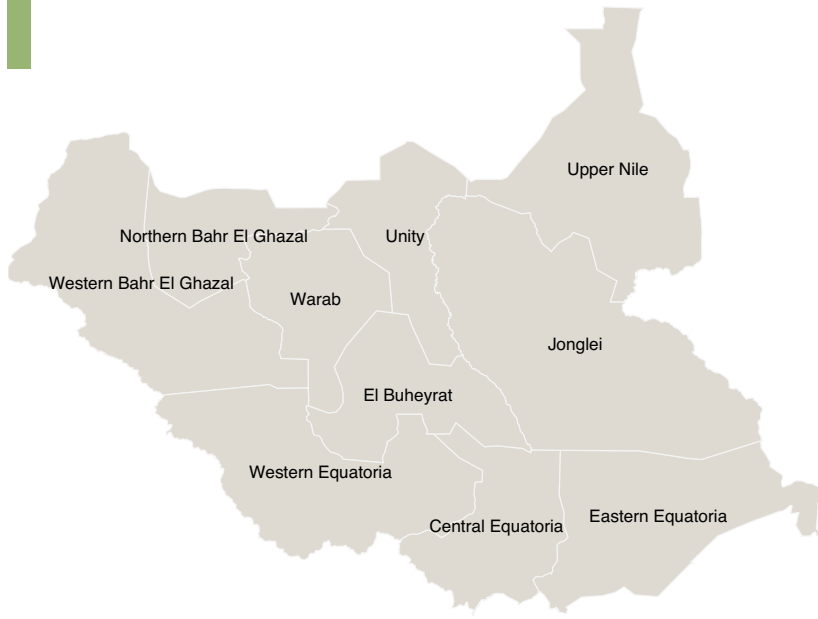 Upper Nile
Northern Bahr El Ghazal
Unity
Western Bahr El Ghazal
Warab
Jonglei
El Buheyrat
Western Equatoria
Eastern Equatoria
Central Equatoria